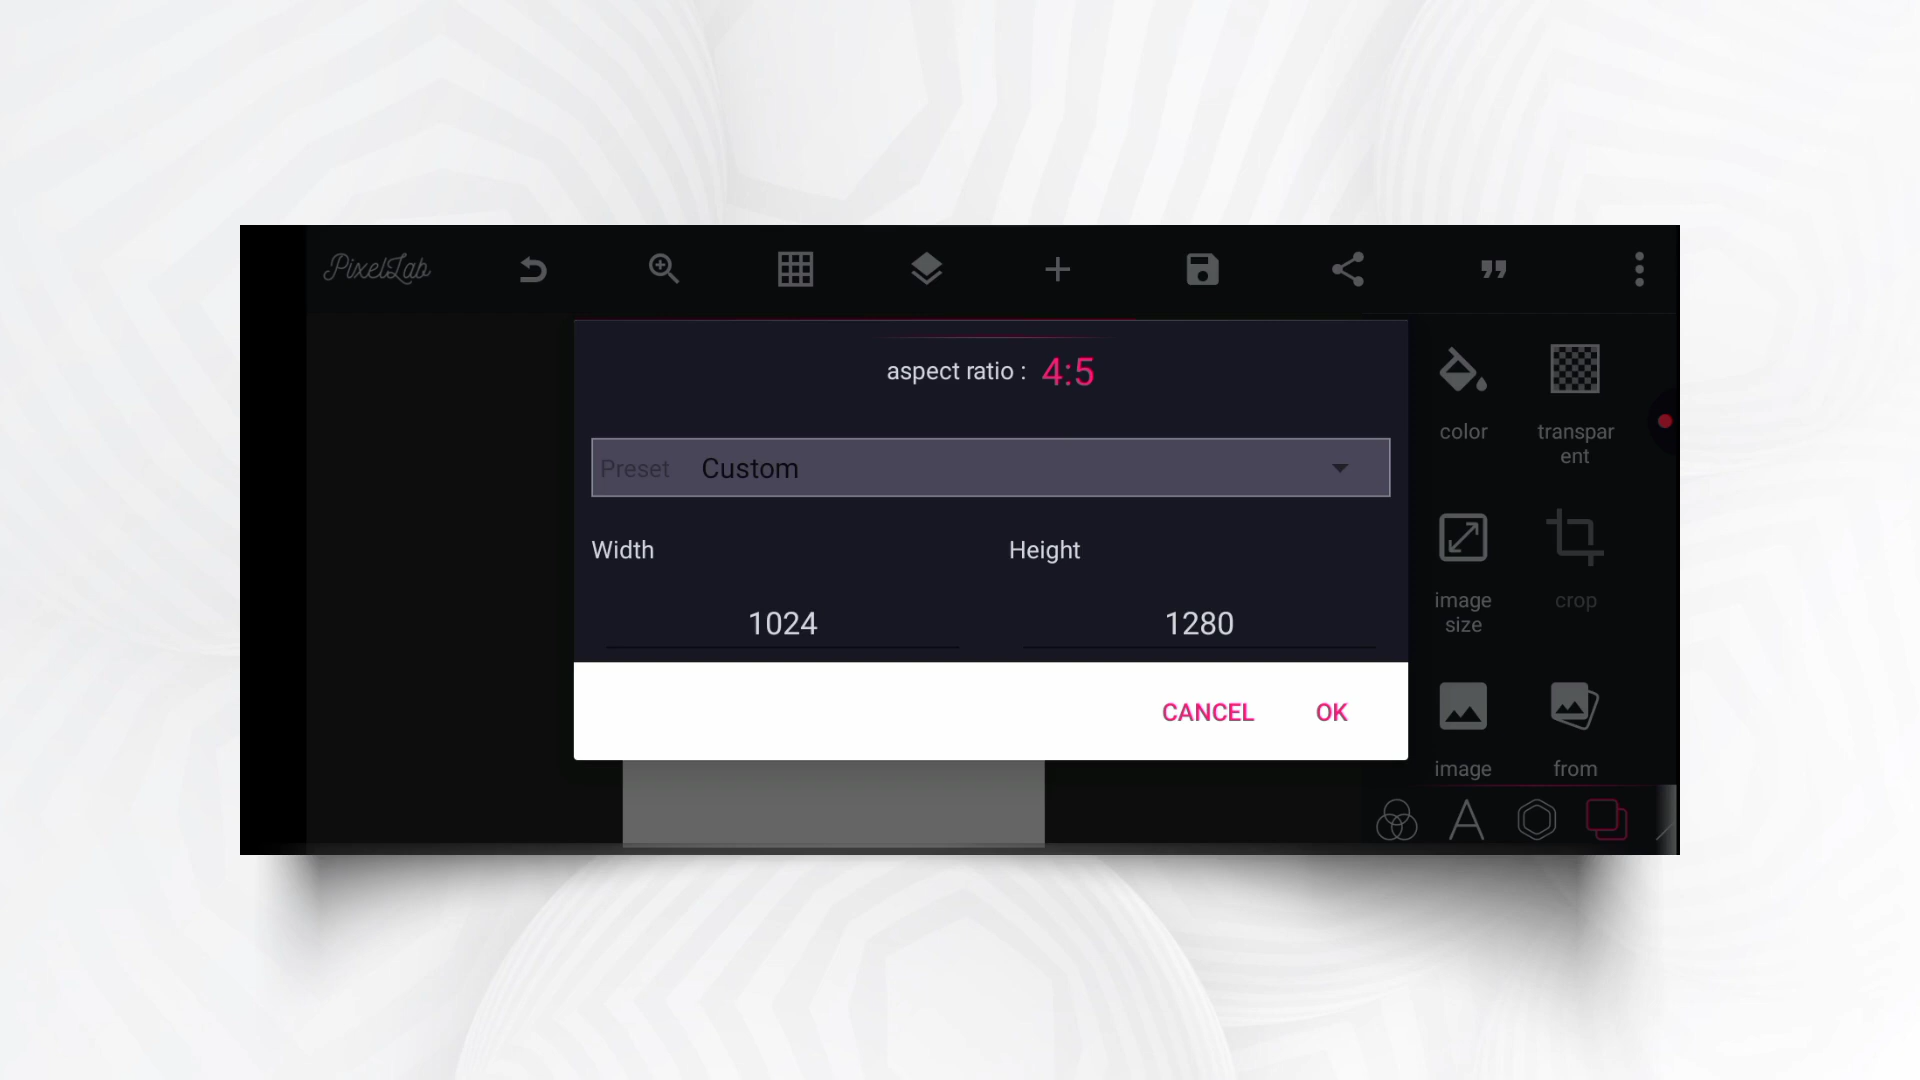 PixelLab
aspect ratio : 4:5
Preset Custom
Width Height
1024 1280
CANCEL OK
color
transpar
ent
image
size
crop
image
from